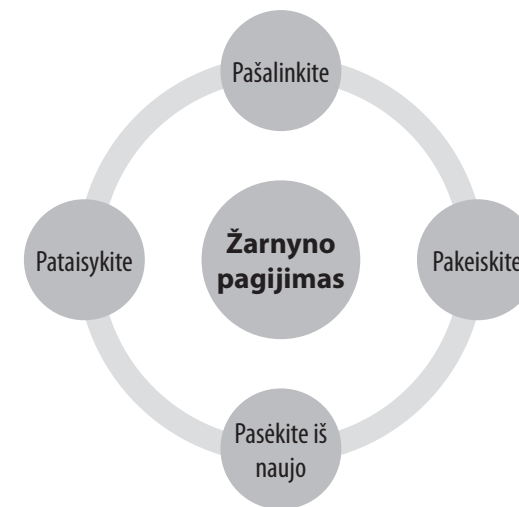 Pašalinkite
Pataisykite
Žarnyno
pagijimas
Pakeiskite
Pasėkite iš
naujo